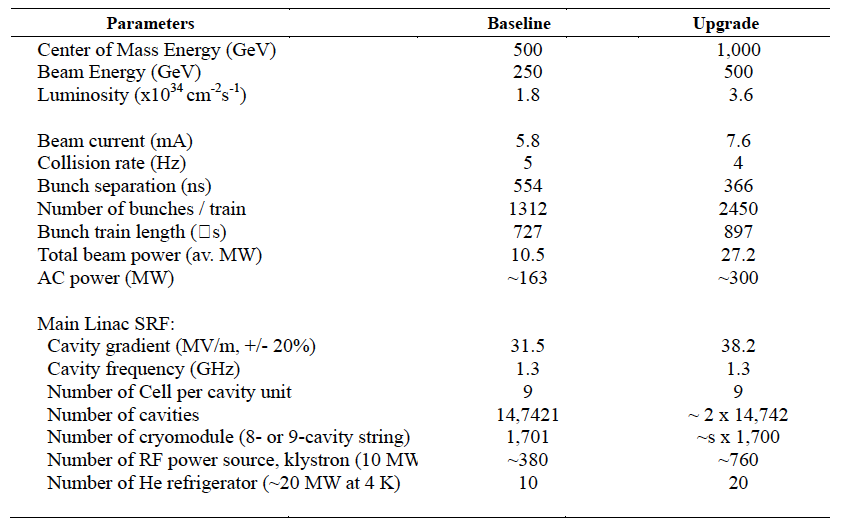 Parameters Baseline Upgrade
Center of Mass Energy (GeV) 500 1,000
Beam Energy (GeV) 250 500
Luminosity (x10³⁴ cm⁻²s⁻¹) 1.8 3.6
Beam current (mA) 5.8 7.6
Collision rate (Hz) 5 4
Bunch separation (ns) 554 366
Number of bunches / train 1312 2450
Bunch train length (□s) 727 897
Total beam power (av. MW) 10.5 27.2
AC power (MW) ~163 ~300
Main Linac SRF:
Cavity gradient (MV/m, +/- 20%) 31.5 38.2
Cavity frequency (GHz) 1.3 1.3
Number of Cell per cavity unit 9 9
Number of cavities 14,7421 ~ 2 x 14,742
Number of cryomodule (8- or 9-cavity string) 1,701 ~s x 1,700
Number of RF power source, klystron (10 MW ~380 ~760
Number of He refrigerator (~20 MW at 4 K) 10 20